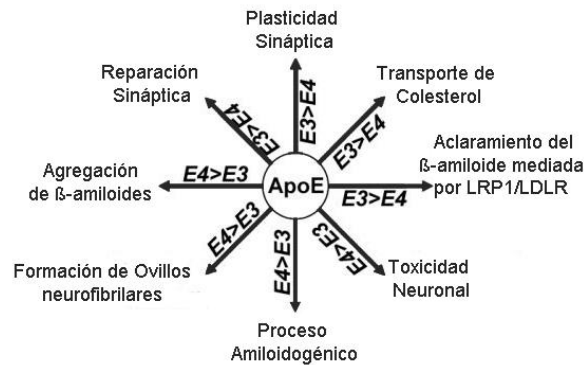 Plasticidad
Sináptica
Reparación
Sináptica
Transporte de
Colesterol
E3>E4
E3>E4
E3>E4
Agregación
de ß-amiloides
E4>E3
ApoE
E3>E4
Aclaramiento del
ß-amiloide mediada
por LRP1/LDLR
E4>E3
E4>E3
E4>E3
Formación de Ovillos
neurofibrilares
Toxicidad
Neuronal
Proceso
Amiloidogénico